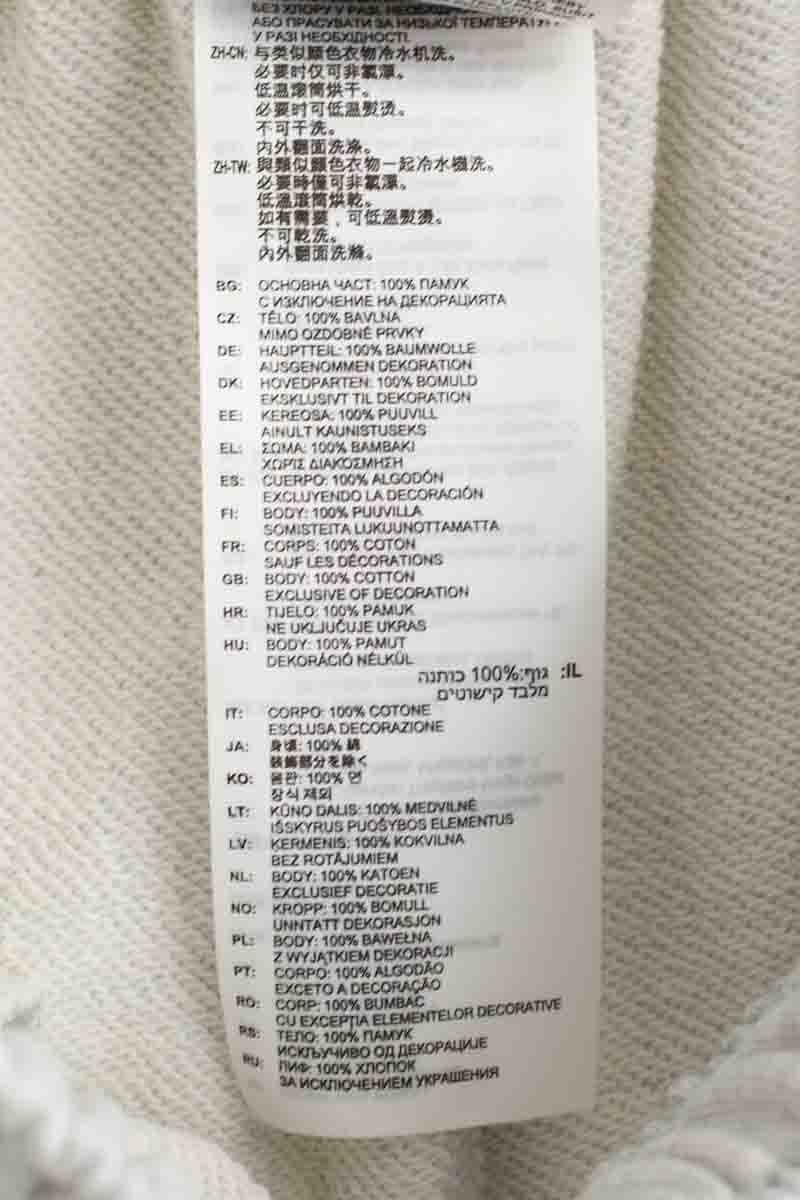 АБО ПРАСУВАТИ ЗА НИЗЬКОЇ
У РАЗІ НЕОБХІДНОСТІ.
ZH-CN: 与类似顏色衣物冷水机洗。
必要时仅可非氯漂。
低温滚筒烘干。
必要时可低温熨烫。
不可干洗。
内外翻面洗涤。
ZH-TW: 與類似顏色衣物一起冷水機洗。
必要時僅可非氯漂。
低溫滾筒烘乾。
如有需要，可低溫熨燙。
不可乾洗。
內外翻面洗滌。
BG: ОСНОВНА ЧАСТ: 100% ПАМУК
С ИЗКЛЮЧЕНИЕ НА ДЕКОРАЦИЯТА
CZ: TĚLO: 100% BAVLNA
MIMO OZDOBNÉ PRVKY
DE: HAUPTTEIL: 100% BAUMWOLLE
AUSGENOMMEN DEKORATION
DK: HOVEDPARTEN: 100% BOMULD
EKSKLUSIVT TIL DEKORATION
EE: KEREOSA: 100% PUUVILL
AINULT KAUNISTUSEKS
EL: ΣΩΜΑ: 100% ΒΑΜΒΑΚΙ
ΧΩΡΙΣ ΔΙΑΚΟΣΜΗΣΗ
ES: CUERPO: 100% ALGODÓN
EXCLUYENDO LA DECORACIÓN
FI: BODY: 100% PUUVILLA
SOMISTEITA LUKUUNOTTAMATTA
FR: CORPS: 100% COTON
SAUF LES DÉCORATIONS
GB: BODY: 100% COTTON
EXCLUSIVE OF DECORATION
HR: TIJELO: 100% PAMUK
NE UKLJUČUJE UKRAS
HU: BODY: 100% PAMUT
DEKORÁCIÓ NÉLKÜL
IL: גוף:100% כותנה
מלבד קישוטים
IT: CORPO: 100% COTONE
ESCLUSA DECORAZIONE
JA: 身頃: 100% 綿
装飾部分を除く
KO: 몸판: 100% 면
장식 제외
LT: KŪNO DALIS: 100% MEDVILNĖ
IŠSKYRUS PUOŠYBOS ELEMENTUS
LV: ĶERMENIS: 100% KOKVILNA
BEZ ROTĀJUMIEM
NL: BODY: 100% KATOEN
EXCLUSIEF DECORATIE
NO: KROPP: 100% BOMULL
UNNTATT DEKORASJON
PL: BODY: 100% BAWEŁNA
Z WYJĄTKIEM DEKORACJI
PT: CORPO: 100% ALGODÃO
EXCETO A DECORAÇÃO
RO: CORP: 100% BUMBAC
CU EXCEPȚIA ELEMENTELOR DECORATIVE
RS: ТЕЛО: 100% ПАМУК
ИСКЉУЧИВО ОД ДЕКОРАЦИЈЕ
RU: ЛИФ: 100% ХЛОПОК
ЗА ИСКЛЮЧЕНИЕМ УКРАШЕНИЯ